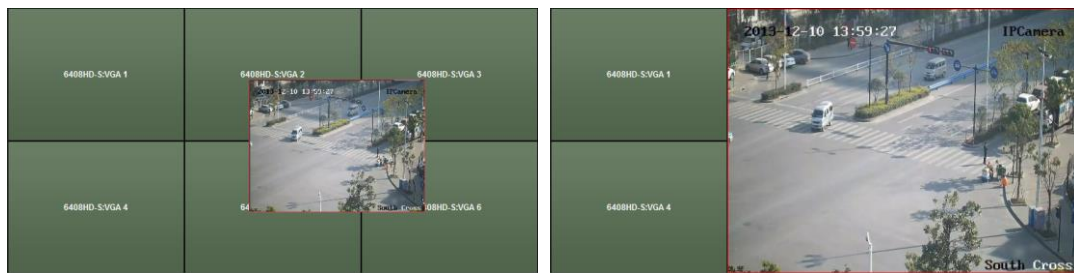 6408HD-S:VGA 1
6408HD-S:VGA 2
6408HD-S:VGA 3
2013-12-10 13:59:27
IPCamera
6408HD-S:VGA 4
64
408HD-S:VGA 6
South Cross
6408HD-S:VGA 1
2013-12-10 13:59:27
IPCamera
6408HD-S:VGA 4
South Cross